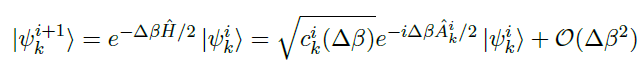 |ψ_k^{i+1}⟩ = e^{-ΔβĤ/2} |ψ_k^i⟩ = √(c_k^i(Δβ)) e^{-iΔβÂ_k^i/2} |ψ_k^i⟩ + 𝒪(Δβ²)